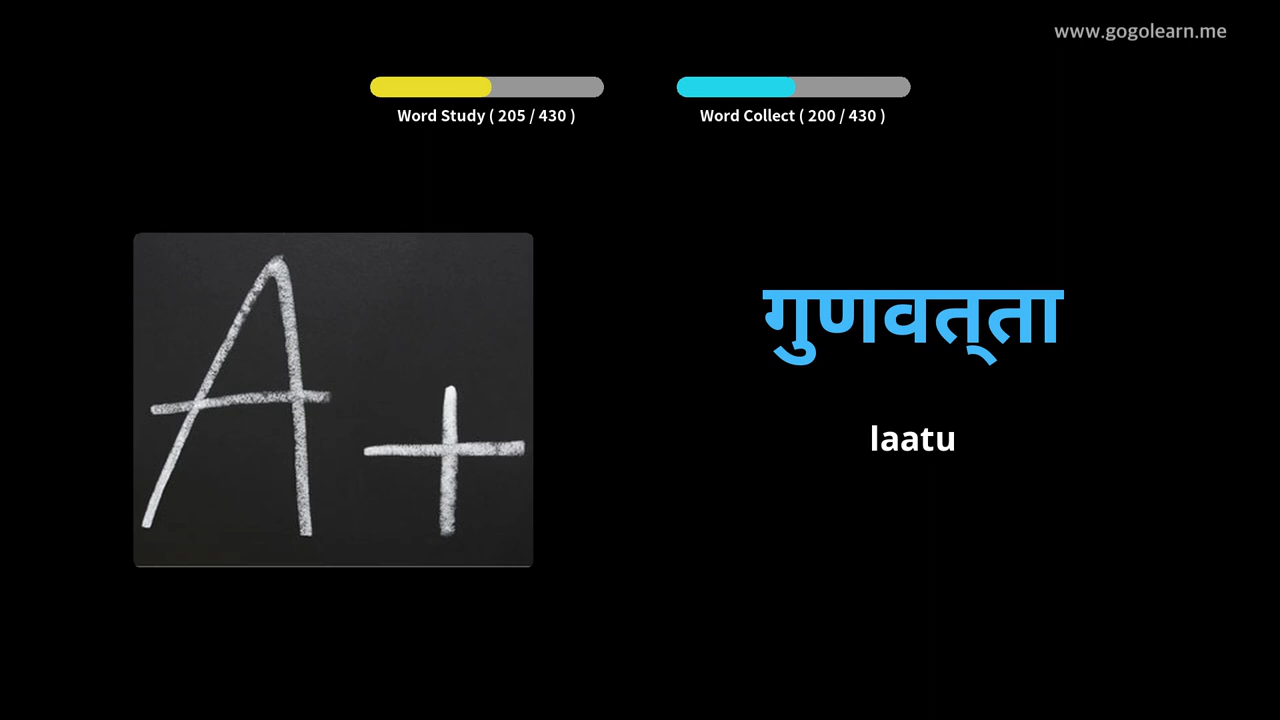 www.gogolearn.me
Word Study ( 205 / 430 )
Word Collect ( 200 / 430 )
A+
गुणवत्‌ता
laatu